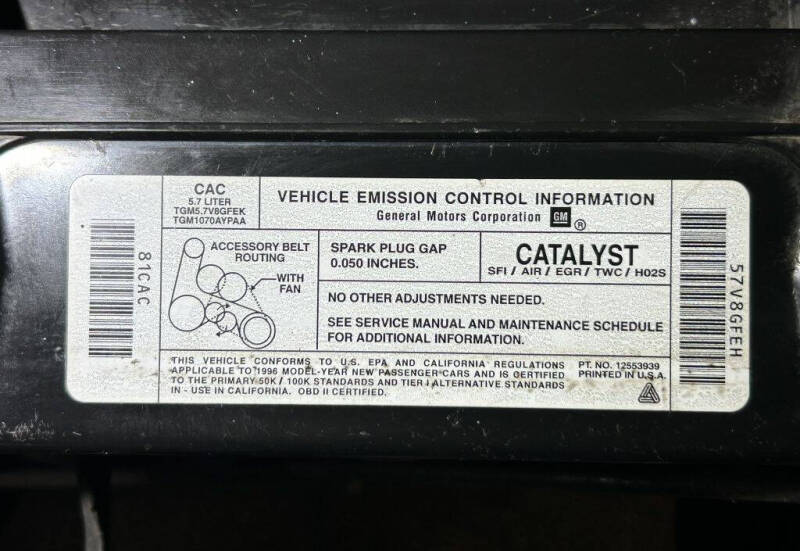 CAC
5.7 LITER
TGM5.7V8GFEK
TGM1070AYPAA
VEHICLE EMISSION CONTROL INFORMATION
General Motors Corporation GM ®
81CAC
ACCESSORY BELT
ROUTING
WITH
FAN
SPARK PLUG GAP
0.050 INCHES.
CATALYST
SFI / AIR / EGR / TWC / HO2S
NO OTHER ADJUSTMENTS NEEDED.
SEE SERVICE MANUAL AND MAINTENANCE SCHEDULE
FOR ADDITIONAL INFORMATION.
57V8GFEH
THIS VEHICLE CONFORMS TO U.S. EPA AND CALIFORNIA REGULATIONS
APPLICABLE TO 1996 MODEL-YEAR NEW PASSENGER CARS AND IS CERTIFIED
TO THE PRIMARY 50K / 100K STANDARDS AND TIER I ALTERNATIVE STANDARDS
IN - USE IN CALIFORNIA. OBD II CERTIFIED.
PT. NO. 12553939
PRINTED IN U.S.A.